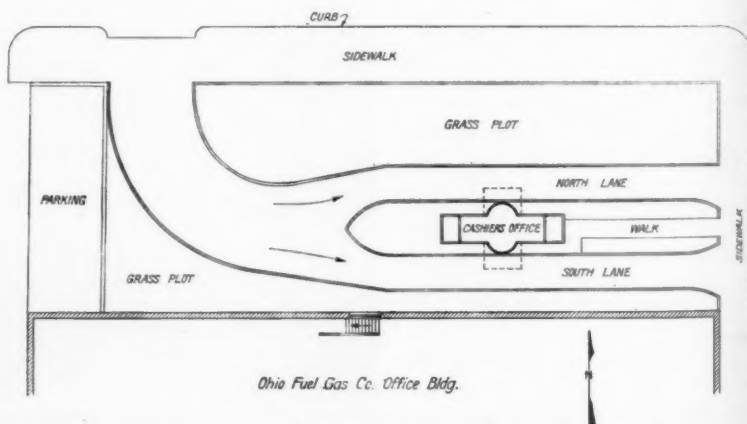 CURB
SIDEWALK
GRASS PLOT
PARKING
NORTH LANE
CASHIERS OFFICE
WALK
SIDEWALK
GRASS PLOT
SOUTH LANE
Ohio Fuel Gas Co. Office Bldg.
N